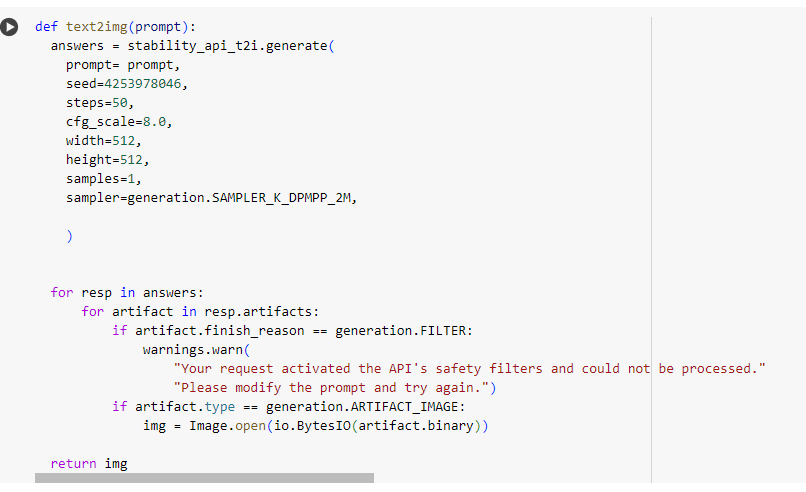 def text2img(prompt):
  answers = stability_api_t2i.generate(
    prompt= prompt,
    seed=4253978046,
    steps=50,
    cfg_scale=8.0,
    width=512,
    height=512,
    samples=1,
    sampler=generation.SAMPLER_K_DPMPP_2M,
    )
  for resp in answers:
      for artifact in resp.artifacts:
          if artifact.finish_reason == generation.FILTER:
              warnings.warn(
                  "Your request activated the API's safety filters and could not be processed."
                  "Please modify the prompt and try again.")
          if artifact.type == generation.ARTIFACT_IMAGE:
              img = Image.open(io.BytesIO(artifact.binary))
  return img